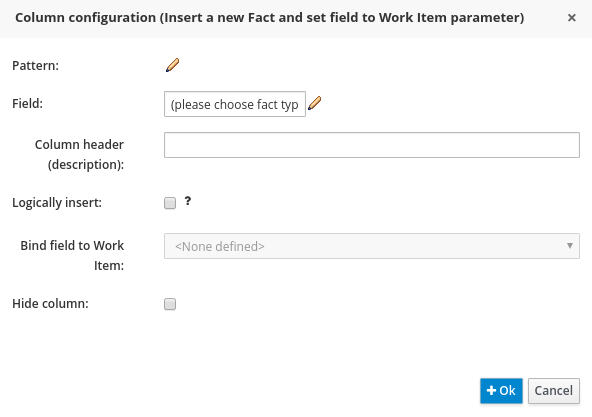 Column configuration (Insert a new Fact and set field to Work Item parameter) ×
Pattern:
Field: (please choose fact typ
Column header
(description):
Logically insert: ?
Bind field to Work
Item:
<None defined>
Hide column:
+ Ok Cancel